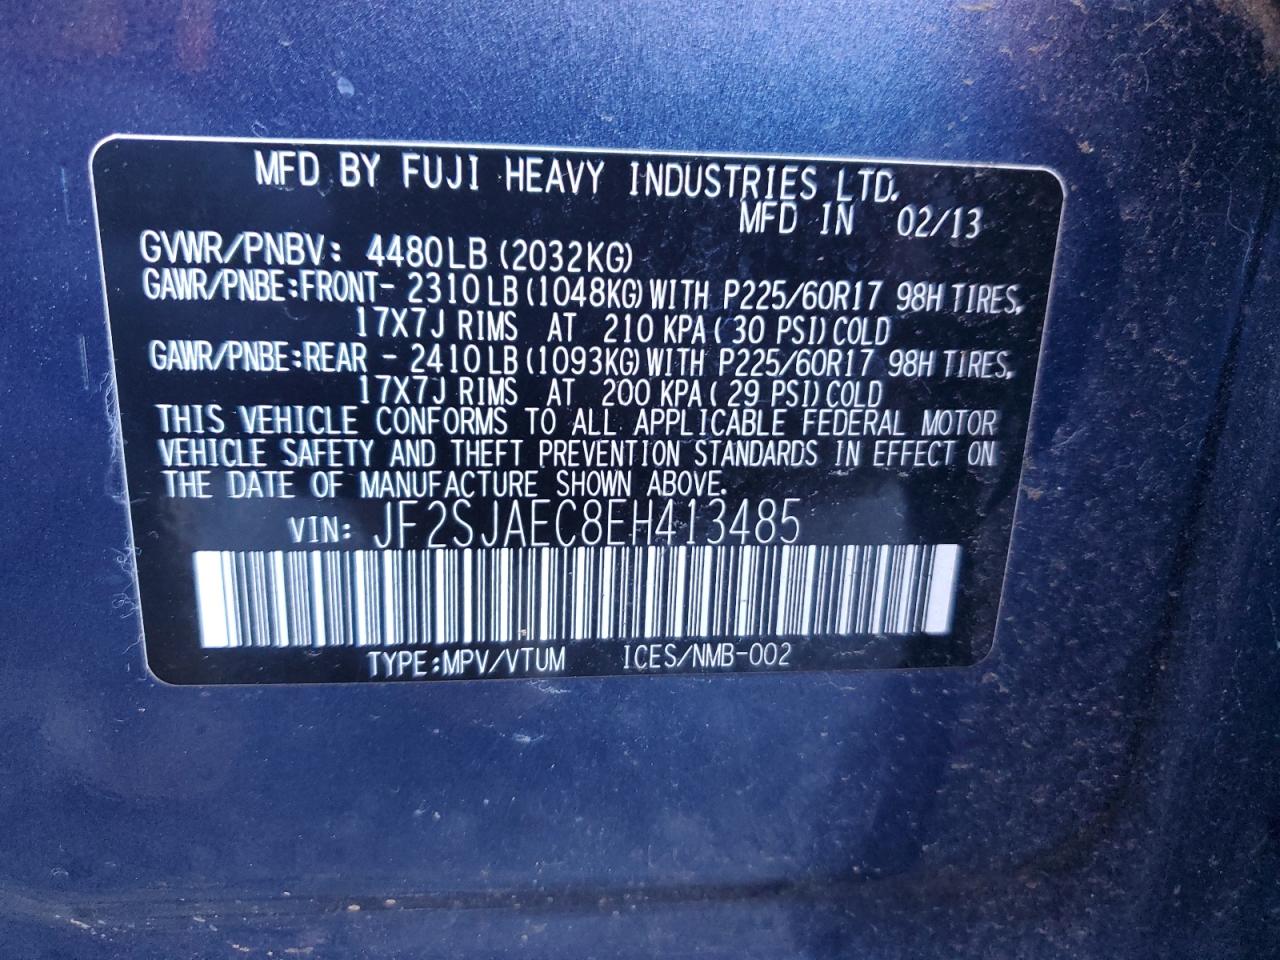 MFD BY FUJI HEAVY INDUSTRIES LTD.
MFD IN 02/13
GVWR/PNBV: 4480LB (2032KG)
GAWR/PNBE:FRONT- 2310LB (1048KG) WITH P225/60R17 98H TIRES,
17X7J RIMS AT 210 KPA ( 30 PSI) COLD
GAWR/PNBE:REAR - 2410LB (1093KG) WITH P225/60R17 98H TIRES,
17X7J RIMS AT 200 KPA ( 29 PSI) COLD
THIS VEHICLE CONFORMS TO ALL APPLICABLE FEDERAL MOTOR
VEHICLE SAFETY AND THEFT PREVENTION STANDARDS IN EFFECT ON
THE DATE OF MANUFACTURE SHOWN ABOVE.
VIN: JF2SJAEC8EH413485
TYPE:MPV/VTUM ICES/NMB-002